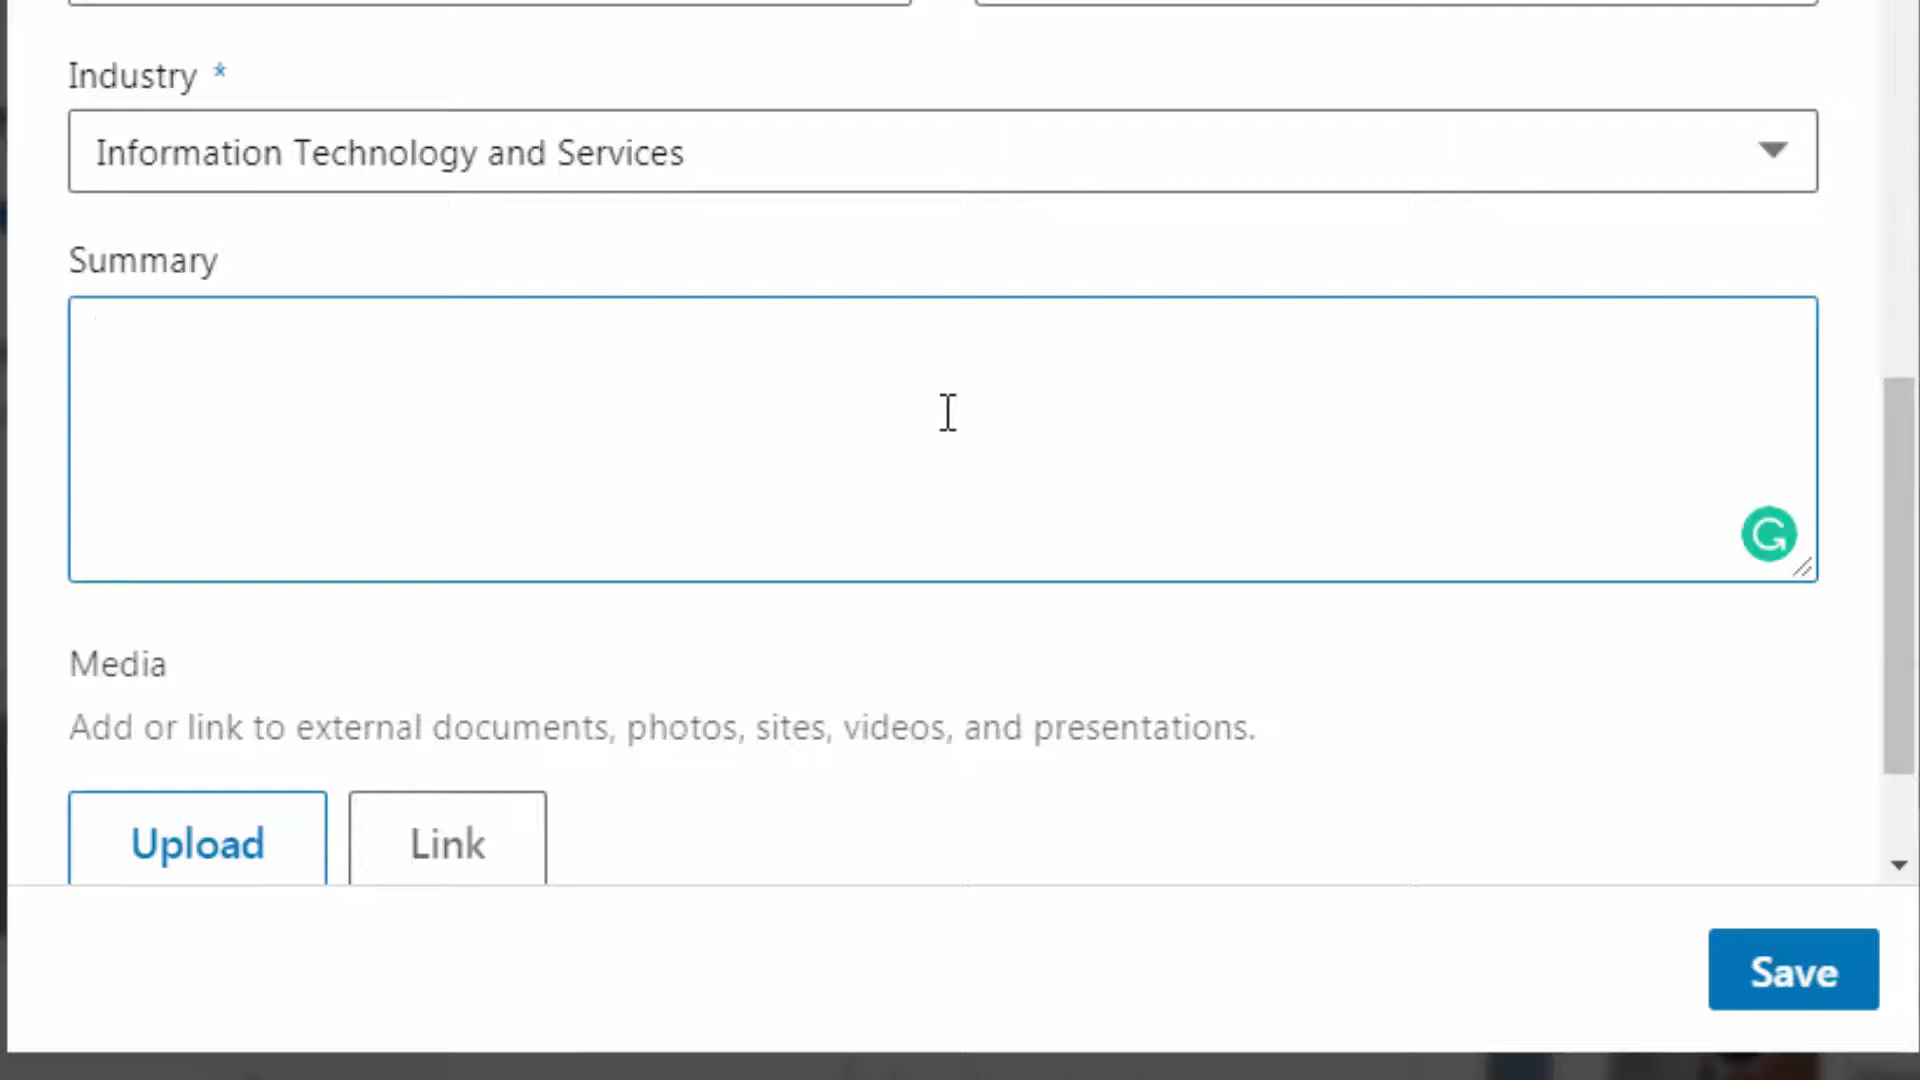 Industry *
Information Technology and Services
Summary
Media
Add or link to external documents, photos, sites, videos, and presentations.
Upload
Link
Save